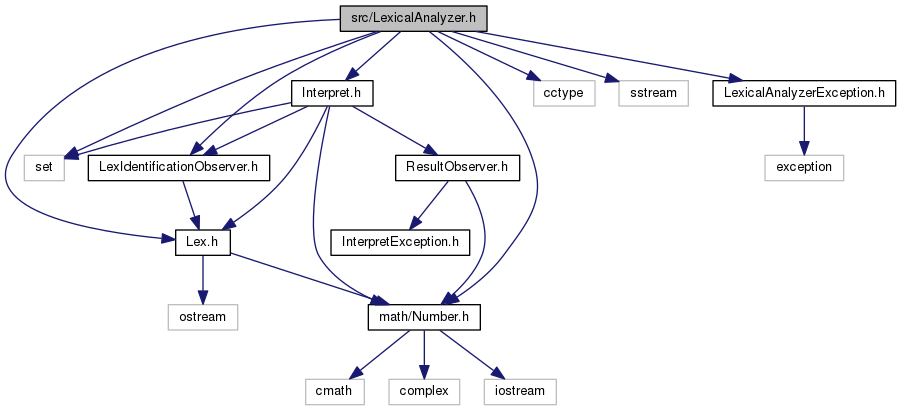 src/LexicalAnalyzer.h
Interpret.h
cctype
sstream
LexicalAnalyzerException.h
set
LexIdentificationObserver.h
ResultObserver.h
exception
Lex.h
InterpretException.h
ostream
math/Number.h
cmath
complex
iostream